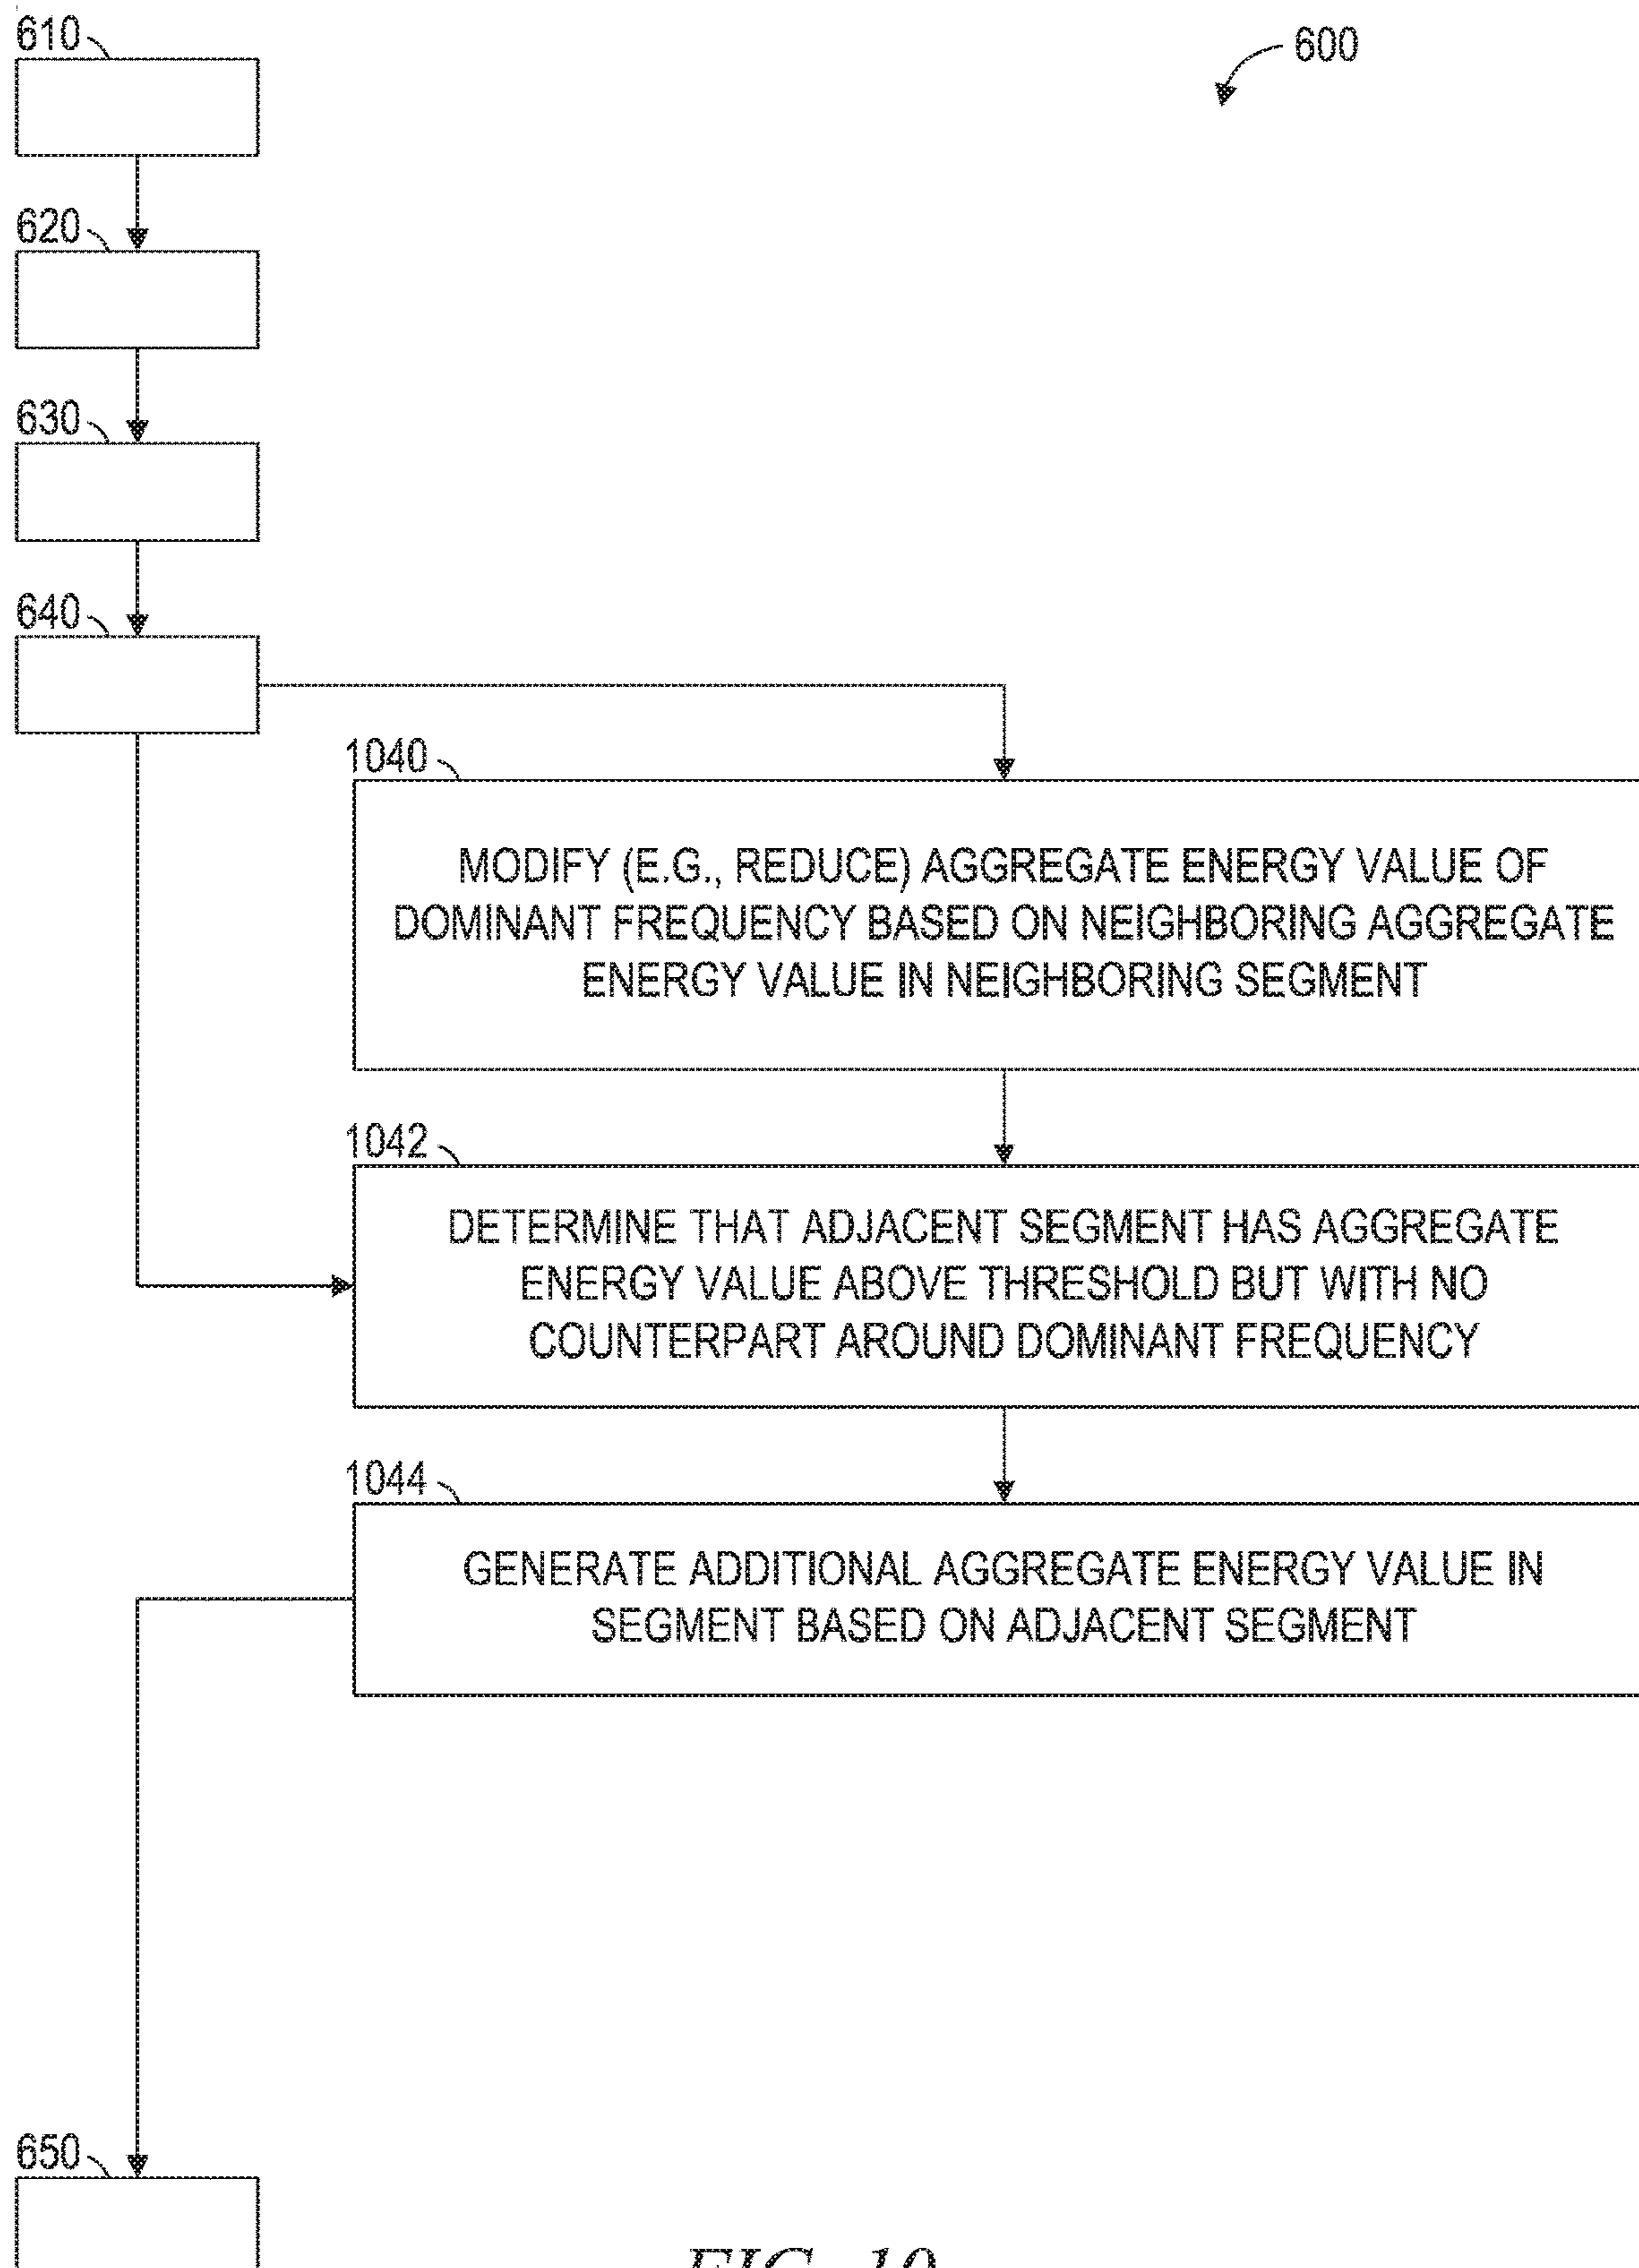 610
600
620
630
640
1040
MODIFY (E.G., REDUCE) AGGREGATE ENERGY VALUE OF
DOMINANT FREQUENCY BASED ON NEIGHBORING AGGREGATE
ENERGY VALUE IN NEIGHBORING SEGMENT
1042
DETERMINE THAT ADJACENT SEGMENT HAS AGGREGATE
ENERGY VALUE ABOVE THRESHOLD BUT WITH NO
COUNTERPART AROUND DOMINANT FREQUENCY
1044
GENERATE ADDITIONAL AGGREGATE ENERGY VALUE IN
SEGMENT BASED ON ADJACENT SEGMENT
650
FIG. 10